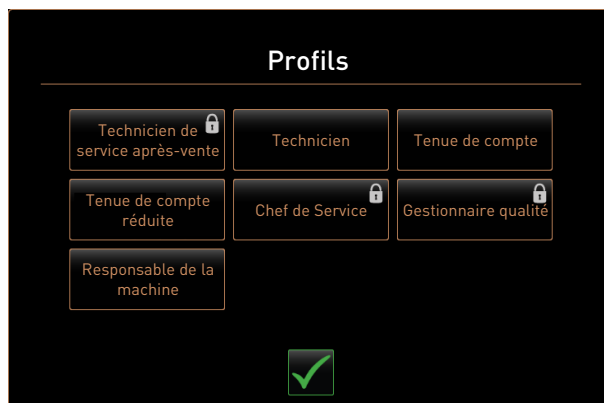 Profils
Technicien de
service après-vente
Technicien
Tenue de compte
Tenue de compte
réduite
Chef de Service
Gestionnaire qualité
Responsable de la
machine